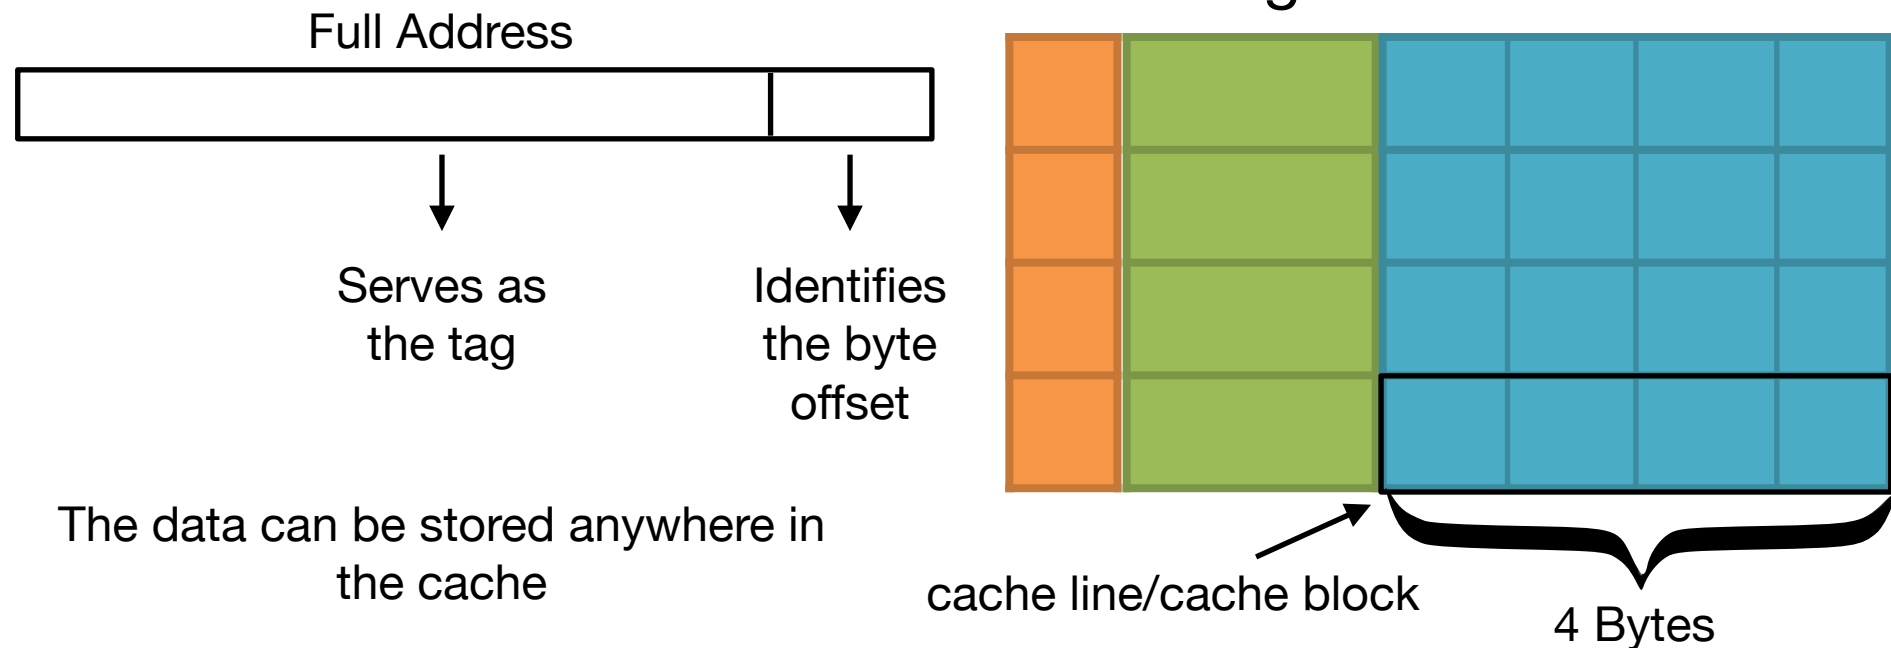 Full Address
Serves as
the tag
Identifies
the byte
offset
The data can be stored anywhere in
the cache
cache line/cache block
4 Bytes